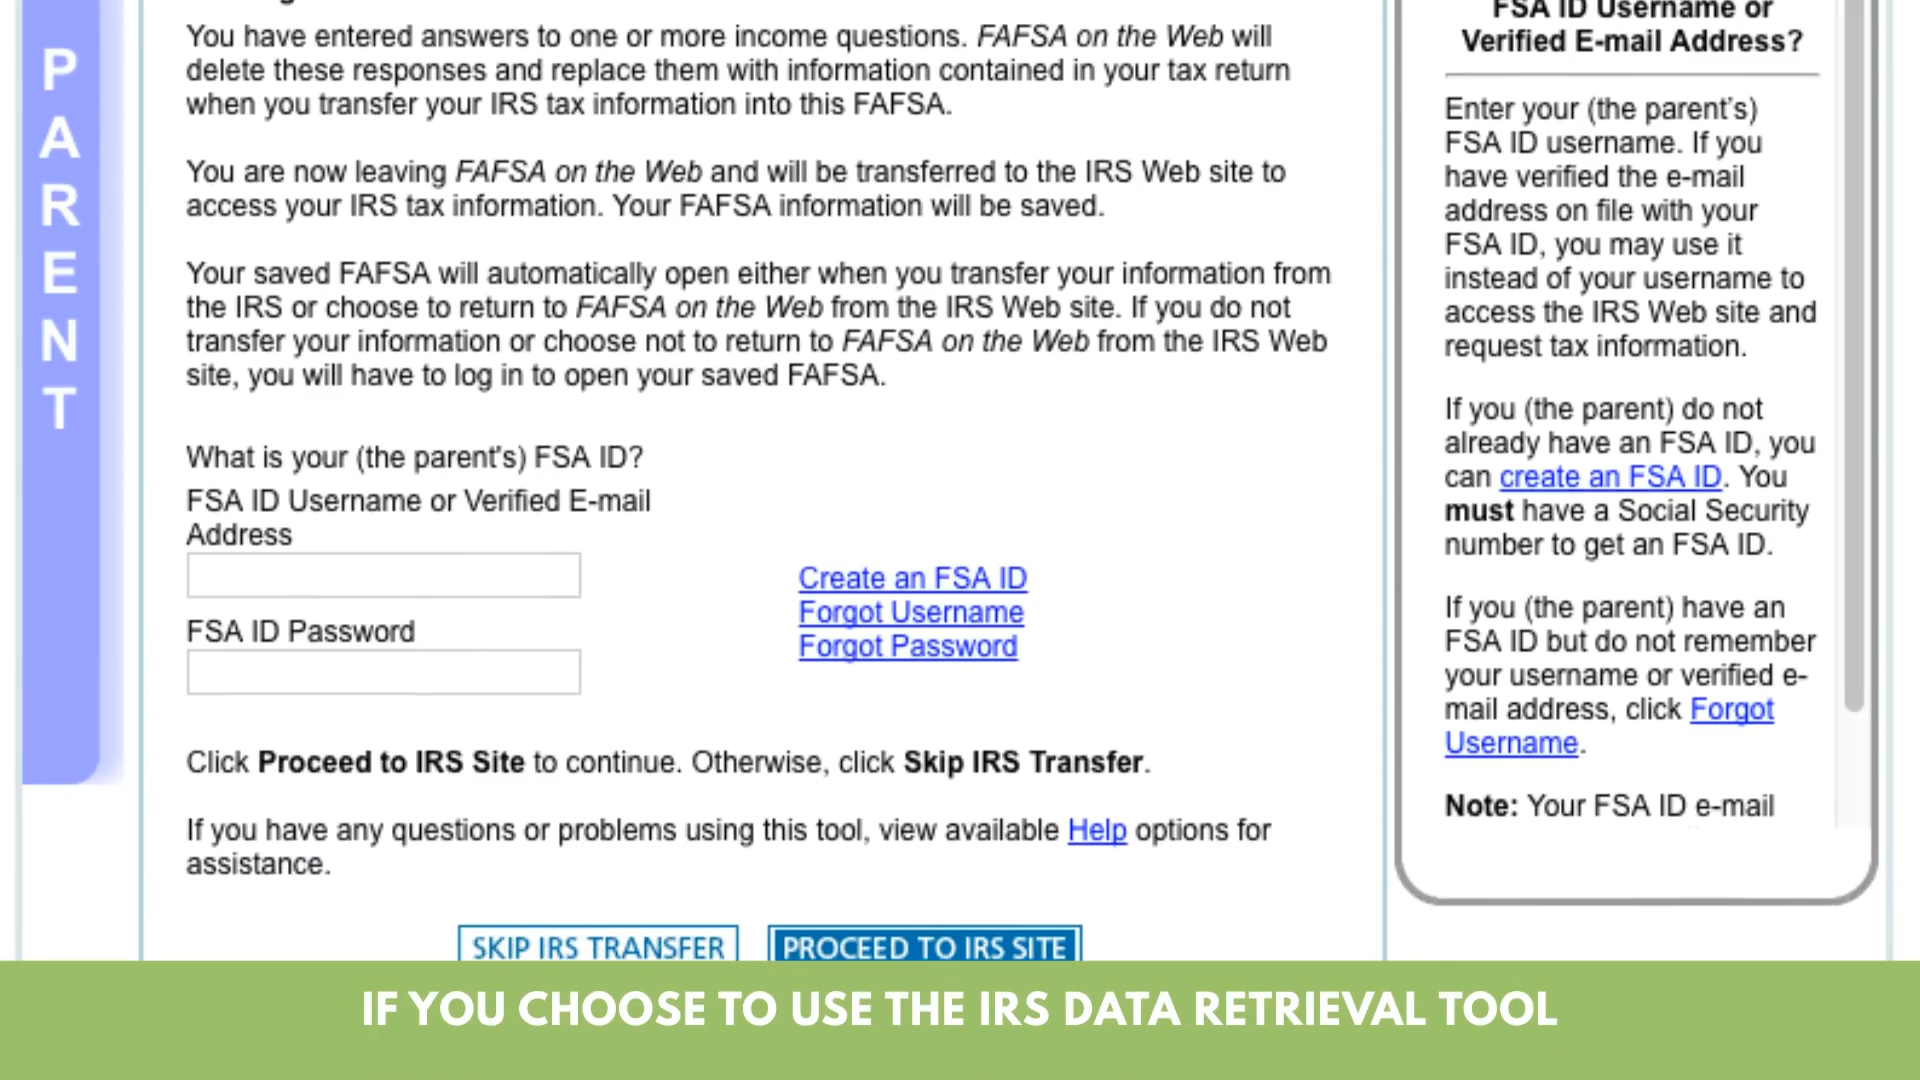 PARENT
You have entered answers to one or more income questions. FAFSA on the Web will
delete these responses and replace them with information contained in your tax return
when you transfer your IRS tax information into this FAFSA.
You are now leaving FAFSA on the Web and will be transferred to the IRS Web site to
access your IRS tax information. Your FAFSA information will be saved.
Your saved FAFSA will automatically open either when you transfer your information from
the IRS or choose to return to FAFSA on the Web from the IRS Web site. If you do not
transfer your information or choose not to return to FAFSA on the Web from the IRS Web
site, you will have to log in to open your saved FAFSA.
What is your (the parent's) FSA ID?
FSA ID Username or Verified E-mail
Address
FSA ID Password
Create an FSA ID
Forgot Username
Forgot Password
Click Proceed to IRS Site to continue. Otherwise, click Skip IRS Transfer.
If you have any questions or problems using this tool, view available Help options for
assistance.
SKIP IRS TRANSFER
PROCEED TO IRS SITE
FSA ID Username or
Verified E-mail Address?
Enter your (the parent’s)
FSA ID username. If you
have verified the e-mail
address on file with your
FSA ID, you may use it
instead of your username to
access the IRS Web site and
request tax information.
If you (the parent) do not
already have an FSA ID, you
can create an FSA ID. You
must have a Social Security
number to get an FSA ID.
If you (the parent) have an
FSA ID but do not remember
your username or verified e-
mail address, click Forgot
Username.
Note: Your FSA ID e-mail
IF YOU CHOOSE TO USE THE IRS DATA RETRIEVAL TOOL